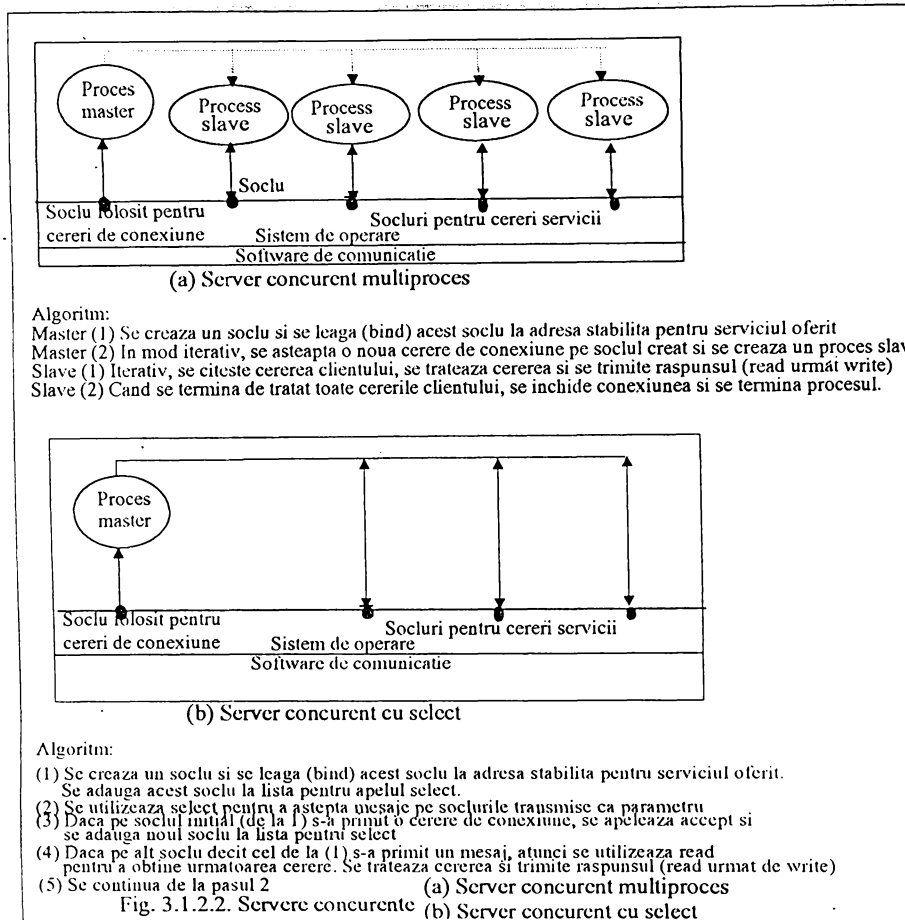 Proces
master
Process
slave
Process
slave
Process
slave
Process
slave
Soclu
Soclu folosit pentru
cereri de conexiune
Socluri pentru cereri servicii
Sistem de operare
Software de comunicatie
(a) Server concurent multiproces
Algoritm:
Master (1) Se creaza un soclu si se leaga (bind) acest soclu la adresa stabilita pentru serviciul oferit
Master (2) In mod iterativ, se asteapta o noua cerere de conexiune pe soclul creat si se creaza un proces slav
Slave (1) Iterativ, se citeste cererea clientului, se trateaza cererea si se trimite raspunsul (read urmat write)
Slave (2) Cand se termina de tratat toate cererile clientului, se inchide conexiunea si se termina procesul.
Proces
master
Soclu folosit pentru
cereri de conexiune
Socluri pentru cereri servicii
Sistem de operare
Software de comunicatie
(b) Server concurent cu select
Algoritm:
(1) Se creaza un soclu si se leaga (bind) acest soclu la adresa stabilita pentru serviciul oferit.
Se adauga acest soclu la lista pentru apelul select.
(2) Se utilizeaza select pentru a astepta mesaje pe soclurile transmise ca parametru
(3) Daca pe soclul initial (de la 1) s-a primit o cerere de conexiune, se apeleaza accept si
se adauga noul soclu la lista pentru select
(4) Daca pe alt soclu decit cel de la (1) s-a primit un mesaj, atunci se utilizeaza read
pentru a obtine urmatoarea cerere. Se trateaza cererea si trimite raspunsul (read urmat de write)
(5) Se continua de la pasul 2
(a) Server concurent multiproces
Fig. 3.1.2.2. Servere concurente
(b) Server concurent cu select